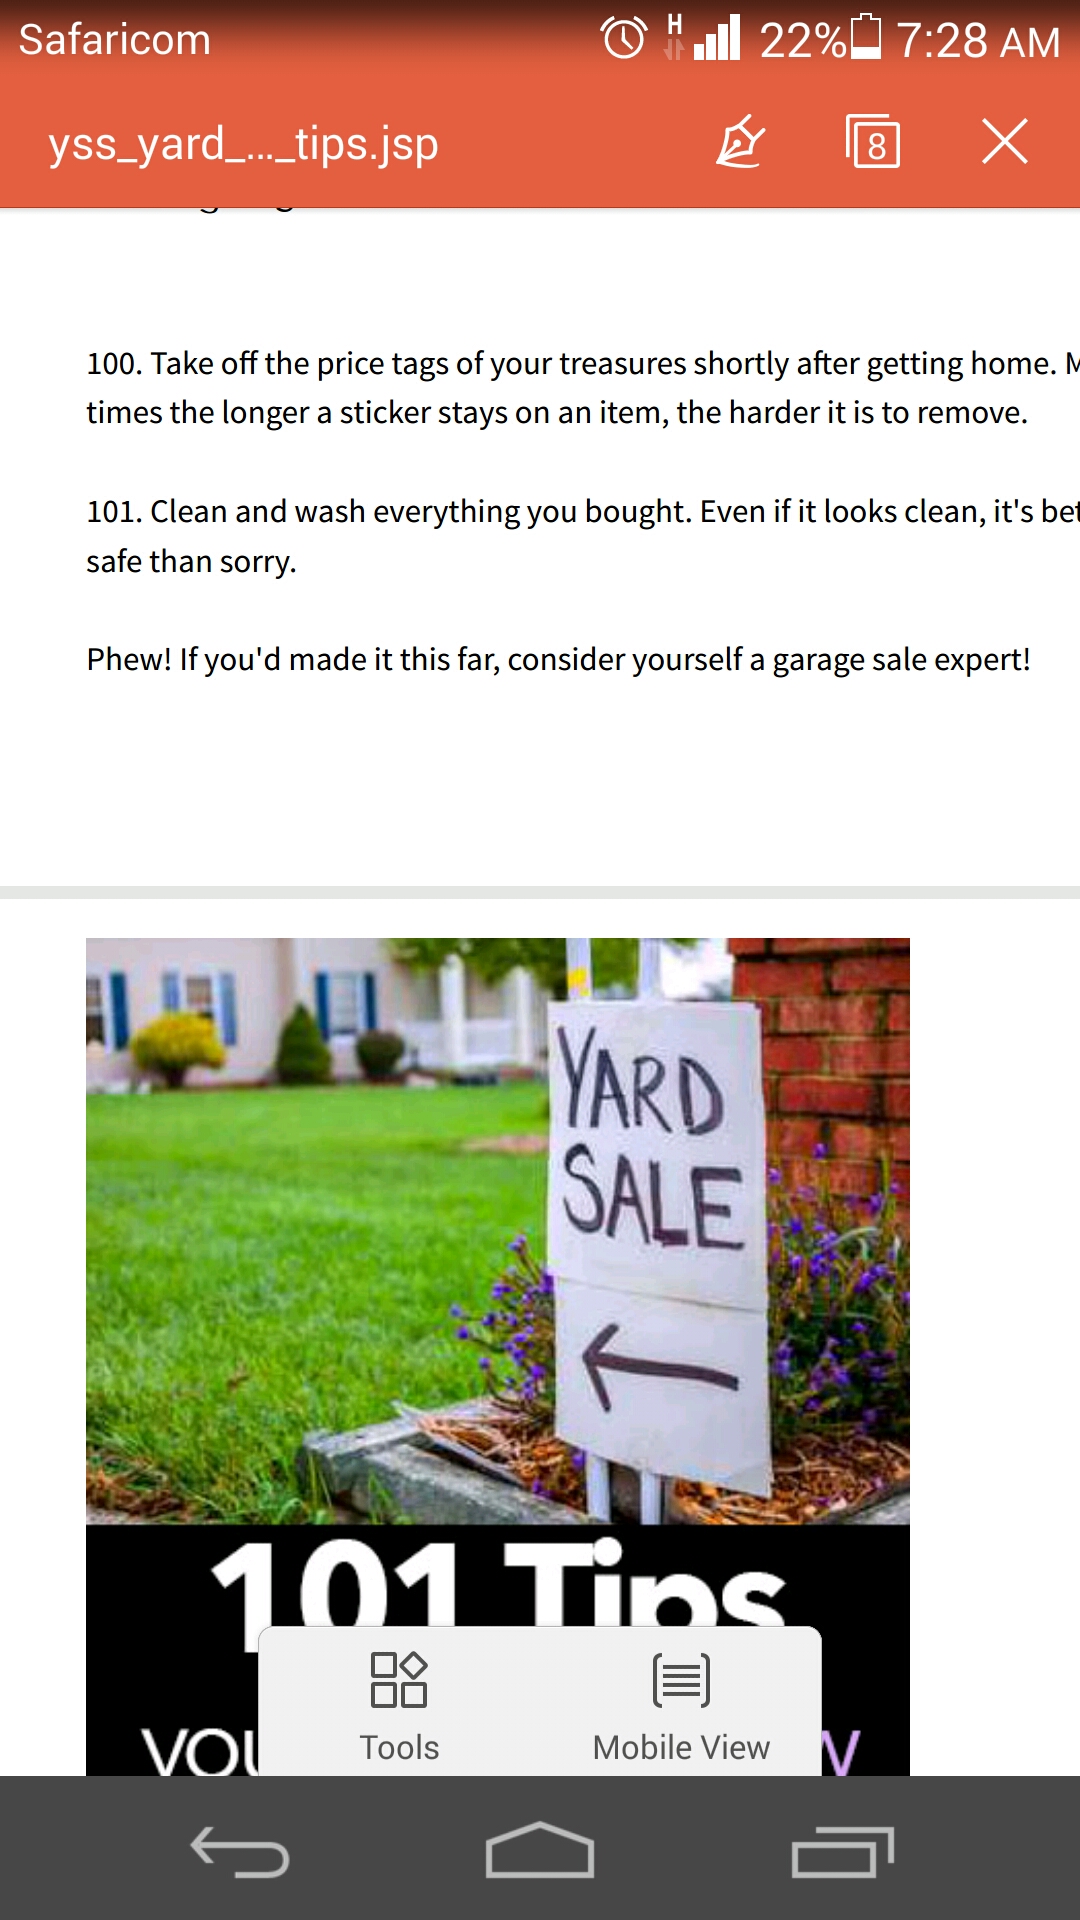 Safaricom H 22% 7:28 AM
yss_yard_..._tips.jsp 8
100. Take off the price tags of your treasures shortly after getting home. M
times the longer a sticker stays on an item, the harder it is to remove.
101. Clean and wash everything you bought. Even if it looks clean, it's bet
safe than sorry.
Phew! If you'd made it this far, consider yourself a garage sale expert!
YARD
SALE
101 Tips
Tools Mobile View